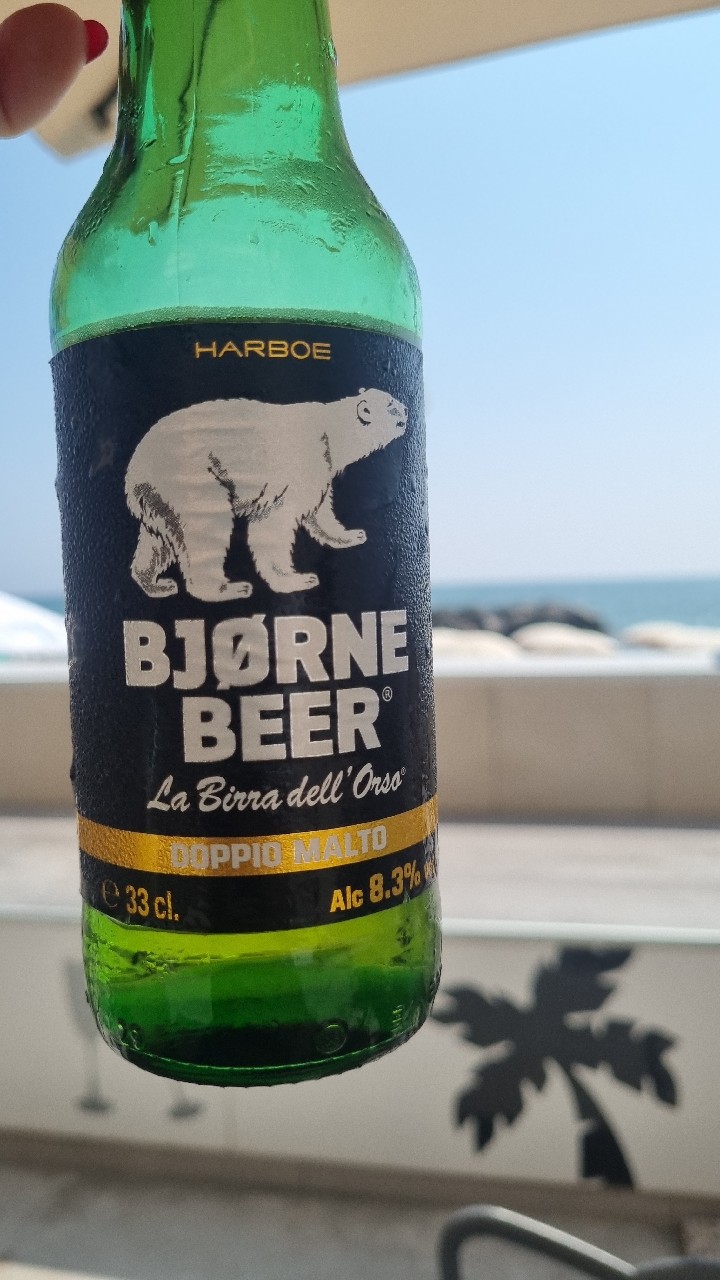 HARBOE
BJØRNE
BEER®
La Birra dell'Orso®
DOPPIO MALTO
℮ 33 cl.
Alc 8.3%